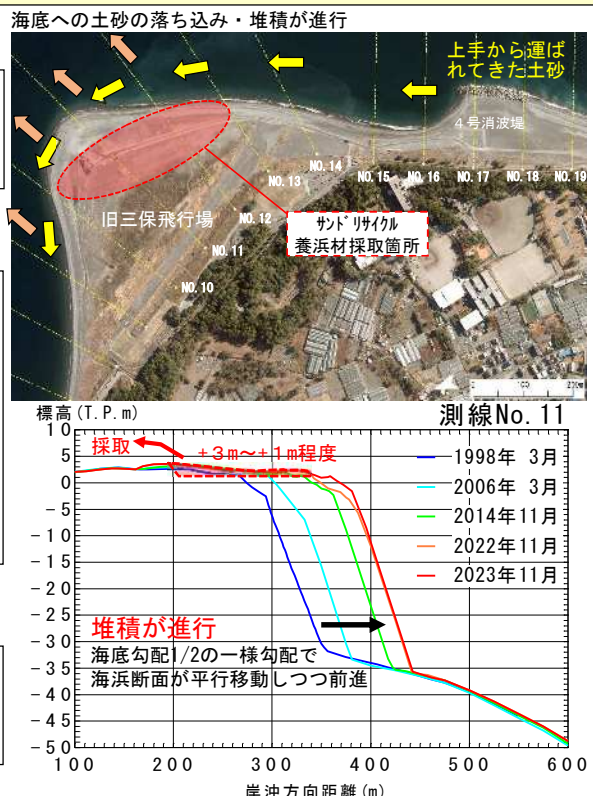 海底への土砂の落ち込み・堆積が進行
上手から運ば
れてきた土砂
4号消波堤
NO. 14
NO. 15
NO. 16
NO. 17
NO. 18
NO. 19
NO. 13
NO. 12
NO. 11
NO. 10
旧三保飛行場
サンドリサイクル
養浜材採取箇所
0 100 200m
標高(T.P.m)
測線No. 11
採取
+3m～+1m程度
1998年 3月
2006年 3月
2014年11月
2022年11月
2023年11月
10
5
0
-5
-10
-15
-20
-25
-30
-35
-40
-45
-50
堆積が進行
海底勾配1/2の一様勾配で
海浜断面が平行移動しつつ前進
100 200 300 400 500 600
岸沖方向距離(m)